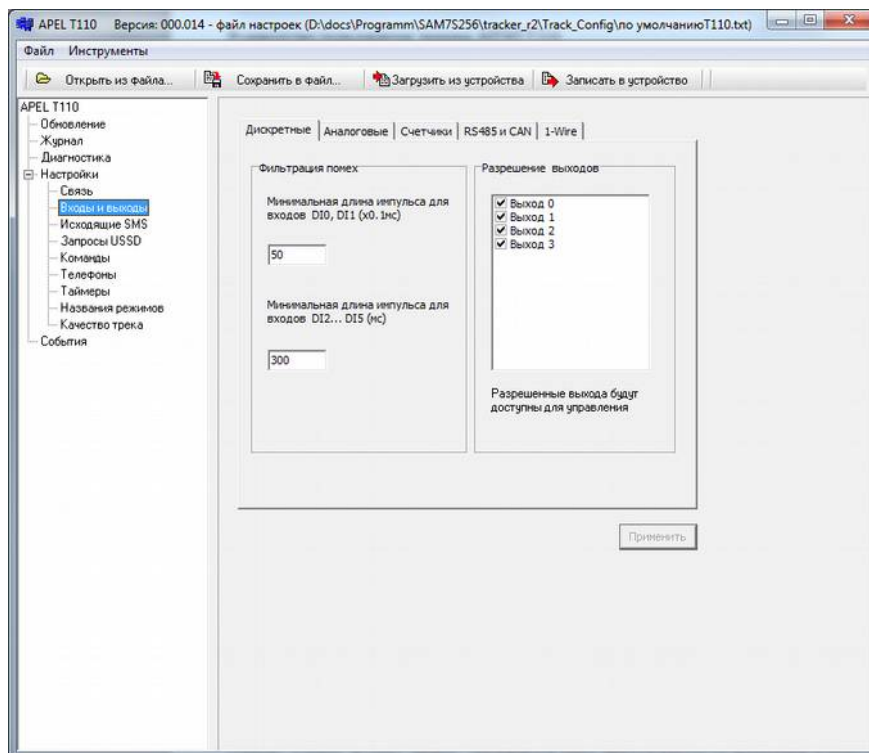 APEL T110 Версия: 000.014 - файл настроек (D:\docs\Programm\SAM7S256\tracker_r2\Track_Config\по умолчаниюT110.txt)
Файл Инструменты
Открыть из файла... Сохранить в файл... Загрузить из устройства Записать в устройство
APEL T110
Обновление
Журнал
Диагностика
Настройки
Связь
Входы и выходы
Исходящие SMS
Запросы USSD
Команды
Телефоны
Таймеры
Названия режимов
Качество трека
События
Дискретные Аналоговые Счетчики RS485 и CAN 1-Wire
Фильтрация помех
Минимальная длина импульса для
входов DI0, DI1 (x0.1мс)
50
Минимальная длина импульса для
входов DI2... DI5 (мс)
300
Разрешение выходов
Выход 0
Выход 1
Выход 2
Выход 3
Разрешенные выхода будут
доступны для управления
Применить